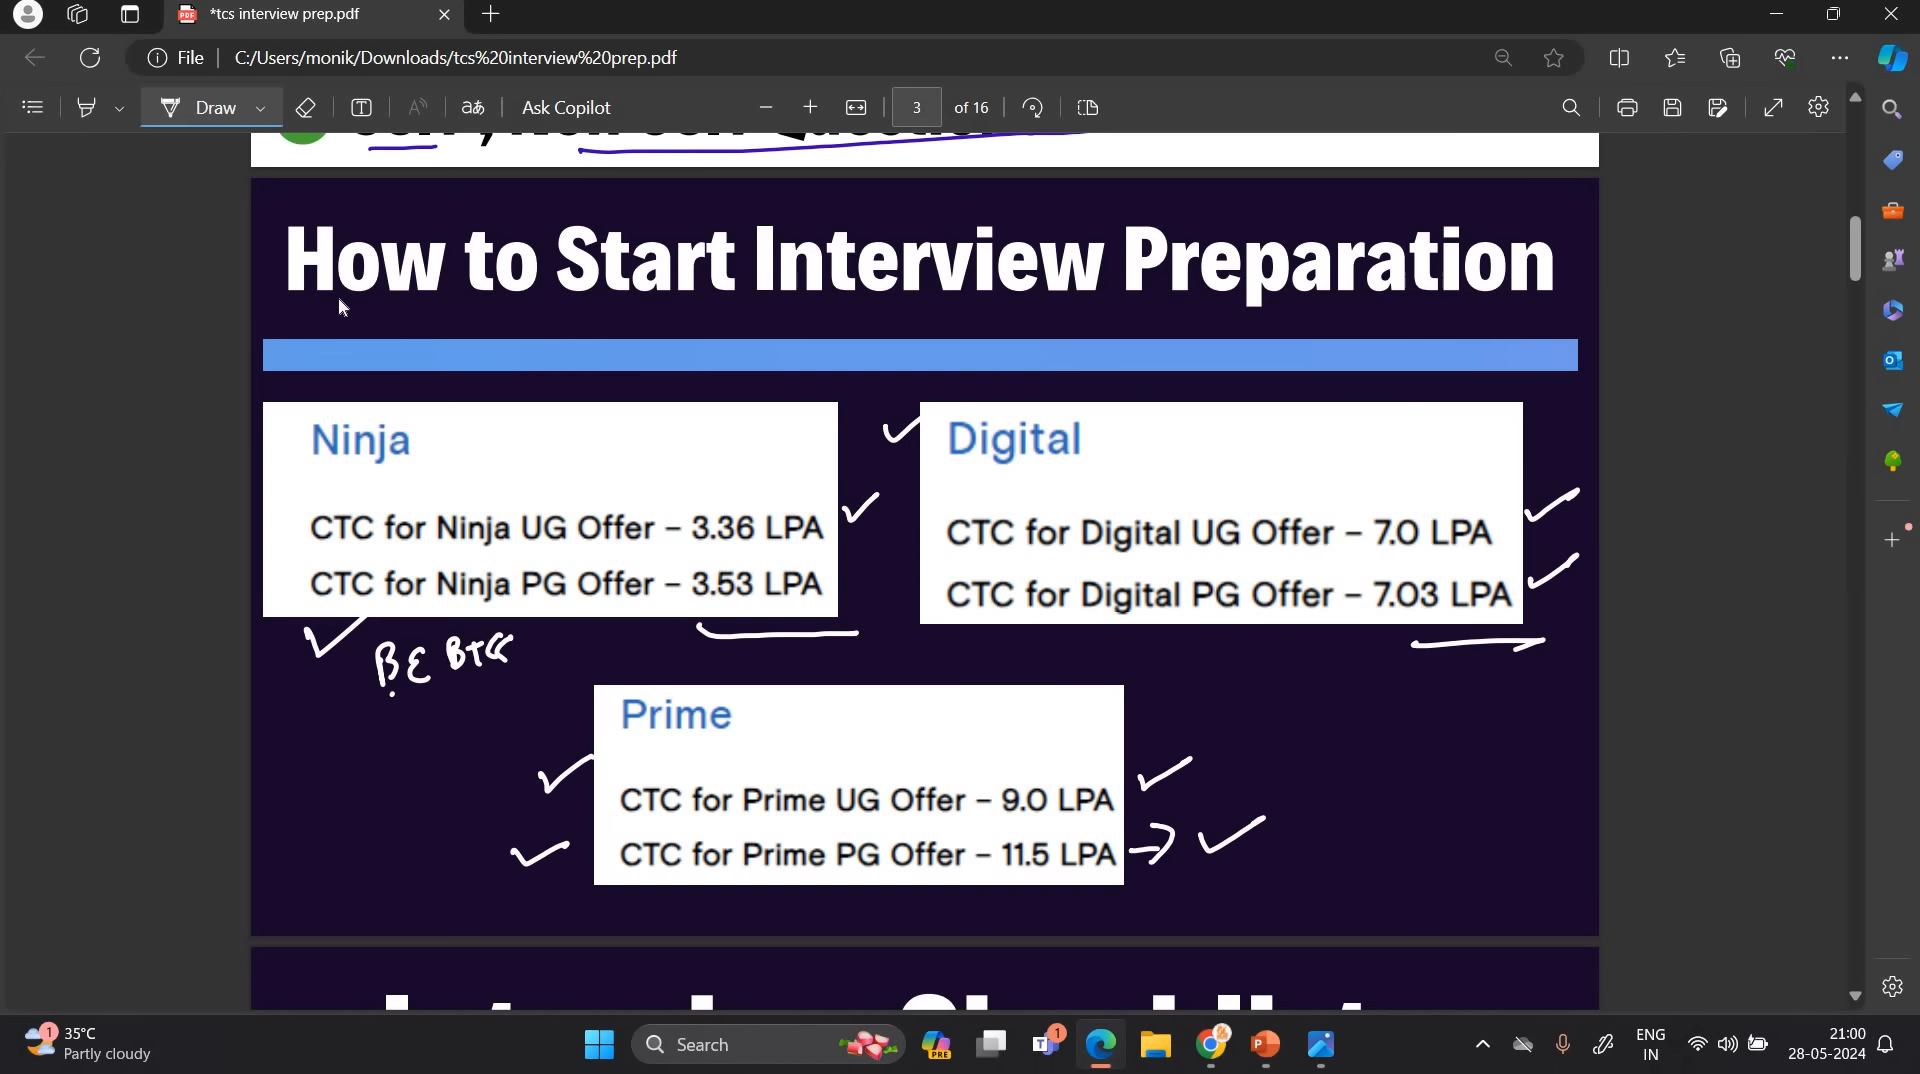 *tcs interview prep.pdf
File
C:/Users/monik/Downloads/tcs%20interview%20prep.pdf
Draw
Ask Copilot
3 of 16
How to Start Interview Preparation
Ninja
CTC for Ninja UG Offer – 3.36 LPA
CTC for Ninja PG Offer – 3.53 LPA
Digital
CTC for Digital UG Offer – 7.0 LPA
CTC for Digital PG Offer – 7.03 LPA
BE
Prime
CTC for Prime UG Offer – 9.0 LPA
CTC for Prime PG Offer – 11.5 LPA
1
35°C
Partly cloudy
Search
PRE
1
ENG
IN
21:00
28-05-2024